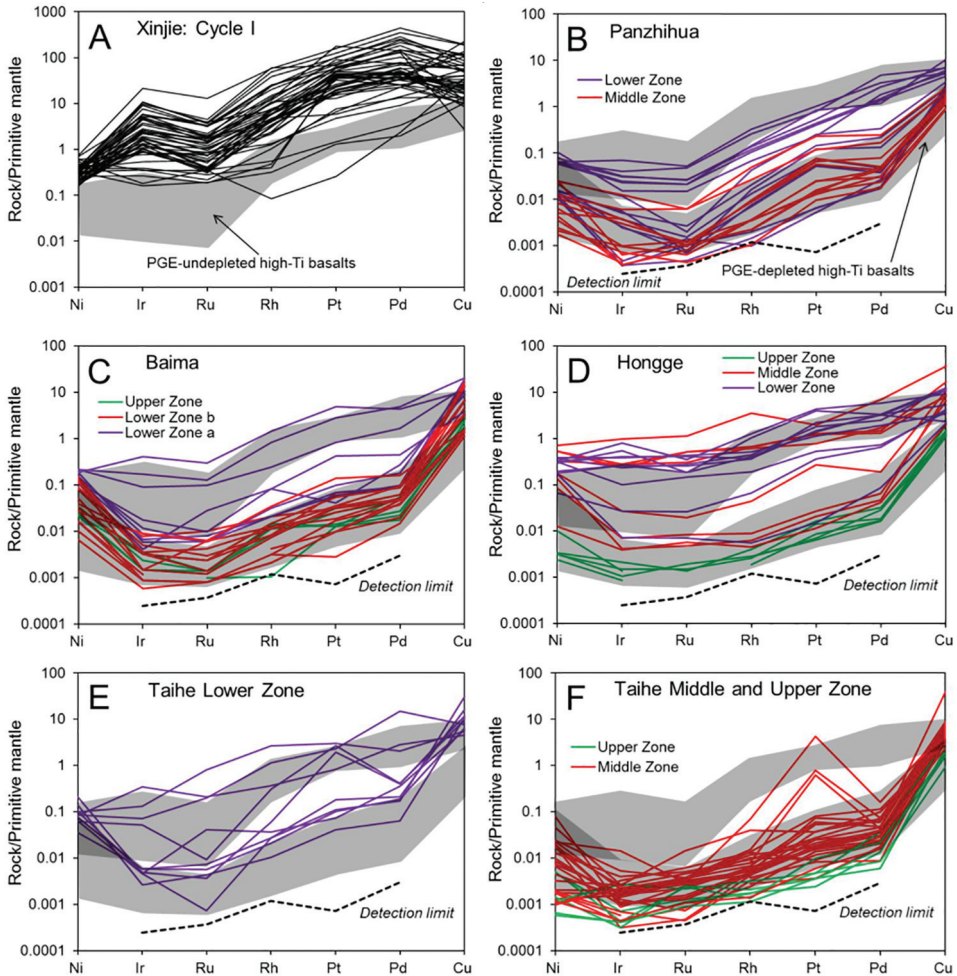 A
Xinjie: Cycle I
Rock/Primitive mantle
1000
100
10
1
0.1
0.01
0.001
PGE-undepleted high-Ti basalts
Ni Ir Ru Rh Pt Pd Cu
B
Panzhihua
Lower Zone
Middle Zone
Rock/Primitive mantle
100
10
1
0.1
0.01
0.001
0.0001
Detection limit
PGE-depleted high-Ti basalts
Ni Ir Ru Rh Pt Pd Cu
C
Baima
Upper Zone
Lower Zone b
Lower Zone a
Rock/Primitive mantle
100
10
1
0.1
0.01
0.001
0.0001
Detection limit
Ni Ir Ru Rh Pt Pd Cu
D
Hongge
Upper Zone
Middle Zone
Lower Zone
Rock/Primitive mantle
100
10
1
0.1
0.01
0.001
0.0001
Detection limit
Ni Ir Ru Rh Pt Pd Cu
E
Taihe Lower Zone
Rock/Primitive mantle
100
10
1
0.1
0.01
0.001
0.0001
Detection limit
Ni Ir Ru Rh Pt Pd Cu
F
Taihe Middle and Upper Zone
Upper Zone
Middle Zone
Rock/Primitive mantle
100
10
1
0.1
0.01
0.001
0.0001
Detection limit
Ni Ir Ru Rh Pt Pd Cu